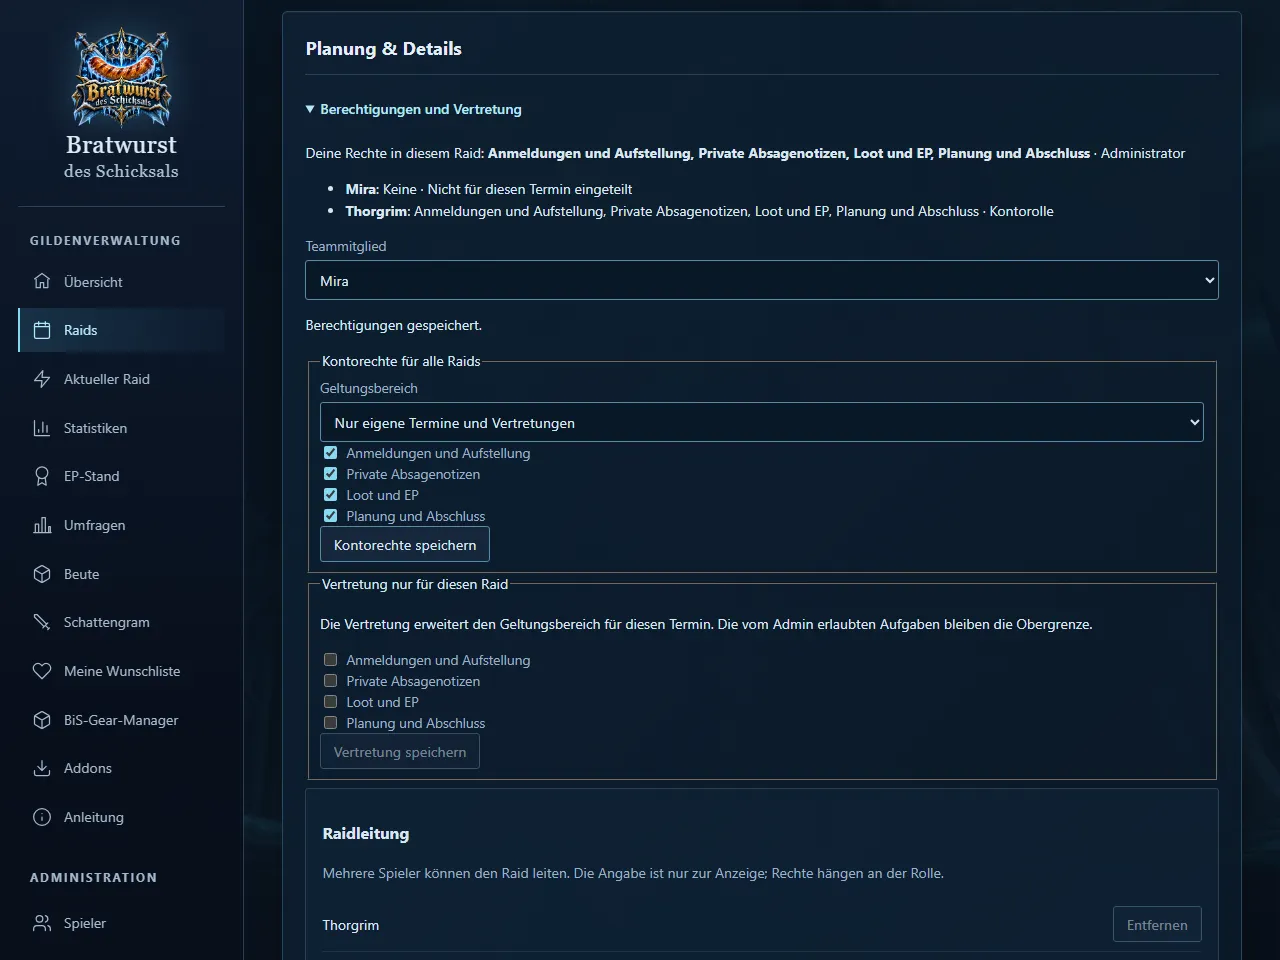 Bratwurst
des Schicksals
Bratwurst
des Schicksals
GILDENVERWALTUNG
Übersicht
Raids
Aktueller Raid
Statistiken
EP-Stand
Umfragen
Beute
Schattengram
Meine Wunschliste
BiS-Gear-Manager
Addons
Anleitung
ADMINISTRATION
Spieler
Planung & Details
▼ Berechtigungen und Vertretung
Deine Rechte in diesem Raid: Anmeldungen und Aufstellung, Private Absagenotizen, Loot und EP, Planung und Abschluss · Administrator
• Mira: Keine · Nicht für diesen Termin eingeteilt
• Thorgrim: Anmeldungen und Aufstellung, Private Absagenotizen, Loot und EP, Planung und Abschluss · Kontorolle
Teammitglied
Mira
Berechtigungen gespeichert.
Kontorechte für alle Raids
Geltungsbereich
Nur eigene Termine und Vertretungen
Anmeldungen und Aufstellung
Private Absagenotizen
Loot und EP
Planung und Abschluss
Kontorechte speichern
Vertretung nur für diesen Raid
Die Vertretung erweitert den Geltungsbereich für diesen Termin. Die vom Admin erlaubten Aufgaben bleiben die Obergrenze.
Anmeldungen und Aufstellung
Private Absagenotizen
Loot und EP
Planung und Abschluss
Vertretung speichern
Raidleitung
Mehrere Spieler können den Raid leiten. Die Angabe ist nur zur Anzeige; Rechte hängen an der Rolle.
Thorgrim
Entfernen